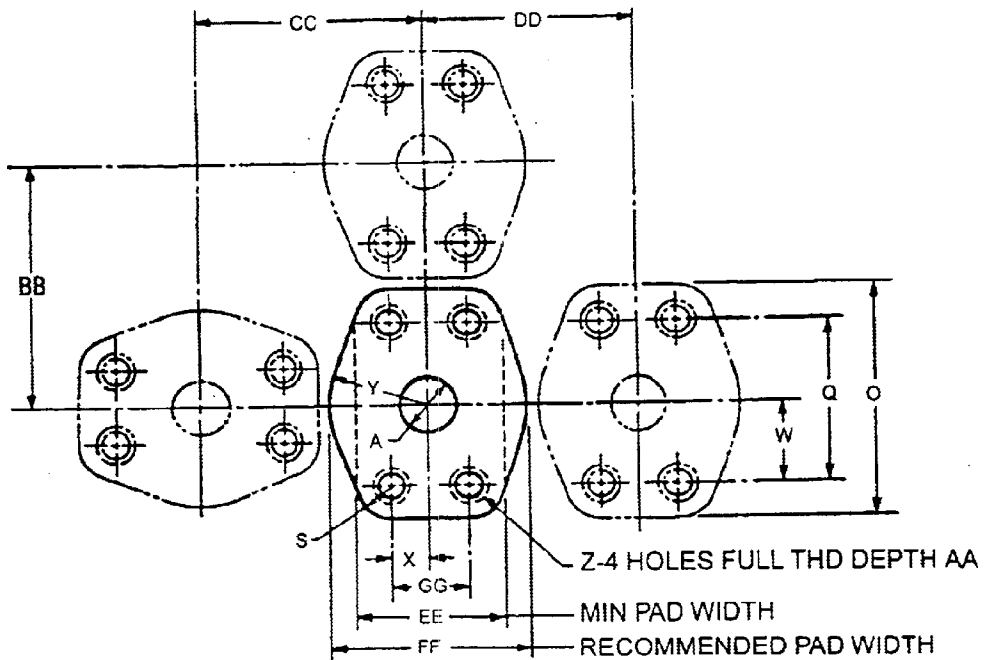 CC
DD
BB
Y
A
Q
O
W
S
X
GG
Z-4 HOLES FULL THD DEPTH AA
EE
MIN PAD WIDTH
FF
RECOMMENDED PAD WIDTH